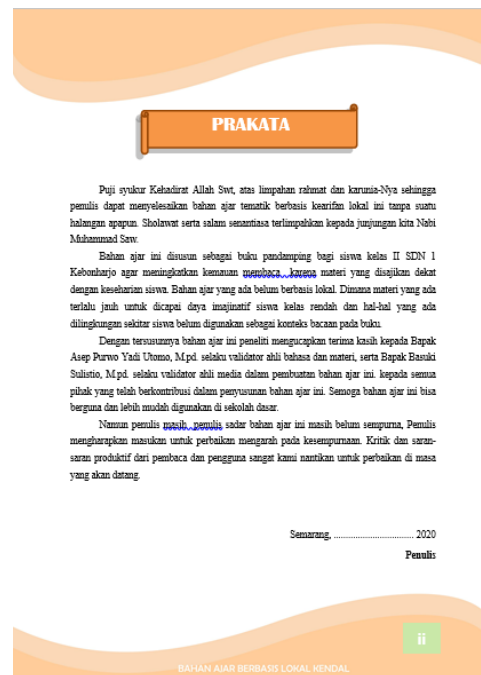 PRAKATA
Puji syukur Kehadirat Allah Swt, atas limpahan rahmat dan karunia-Nya sehingga
penulis dapat menyelesaikan bahan ajar tematik berbasis kearifan lokal ini tanpa suatu
halangan apapun. Sholawat serta salam senantiasa terlimpahkan kepada junjungan kita Nabi
Muhammad Saw.
Bahan ajar ini disusun sebagai buku pandamping bagi siswa kelas II SDN 1
Kebonharjo agar meningkatkan kemauan membaca karena materi yang disajikan dekat
dengan keseharian siswa. Bahan ajar yang ada belum berbasis lokal. Dimana materi yang ada
terlalu jauh untuk dicapai daya imajinatif siswa kelas rendah dan hal-hal yang ada
dilingkungan sekitar siswa belum digunakan sebagai konteks bacaan pada buku.
Dengan tersusunnya bahan ajar ini peneliti mengucapkan terima kasih kepada Bapak
Asep Purwo Yadi Utomo, M.pd. selaku validator ahli bahasa dan materi, serta Bapak Basuki
Sulistio, M.pd. selaku validator ahli media dalam pembuatan bahan ajar ini. kepada semua
pihak yang telah berkontribusi dalam penyusunan bahan ajar ini. Semoga bahan ajar ini bisa
berguna dan lebih mudah digunakan di sekolah dasar.
Namun penulis masih penulis sadar bahan ajar ini masih belum sempurna, Penulis
mengharapkan masukan untuk perbaikan mengarah pada kesempurnaan. Kritik dan saran-
saran produktif dari pembaca dan pengguna sangat kami nantikan untuk perbaikan di masa
yang akan datang.
Semarang, .................................... 2020
Penulis
ii
BAHAN AJAR BERBASIS LOKAL KENDAL